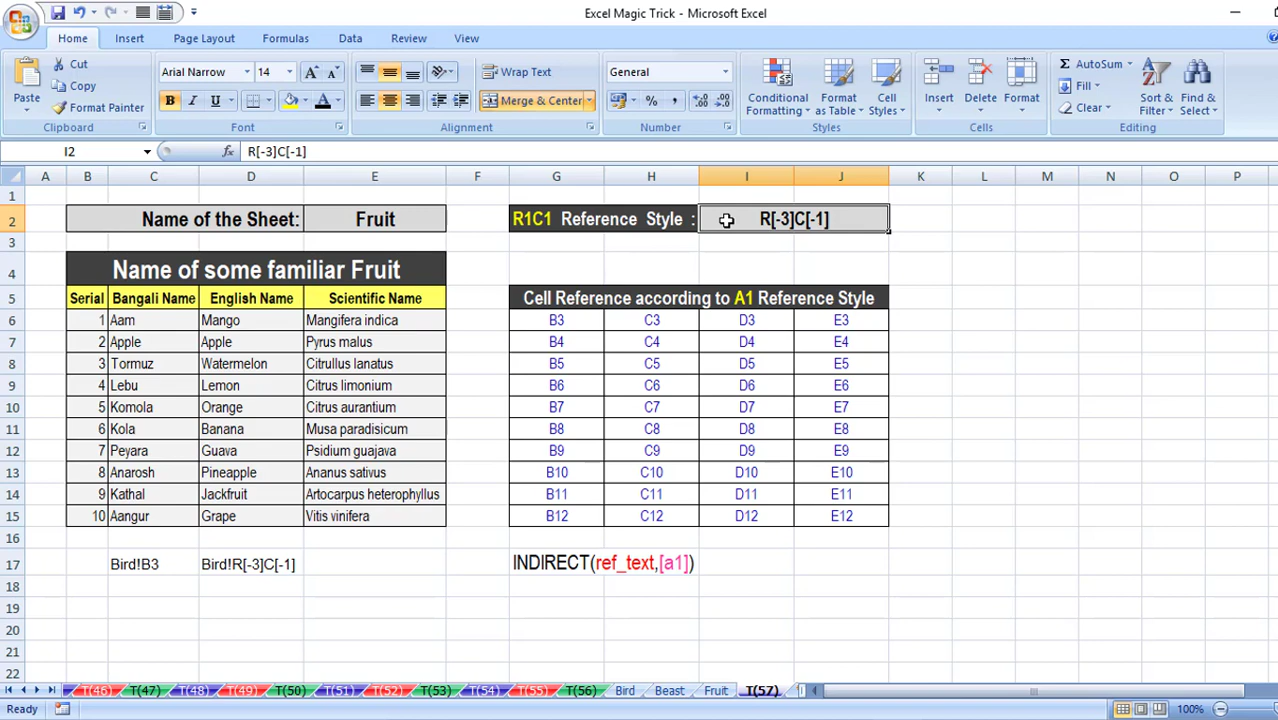 Excel Magic Trick - Microsoft Excel
Home Insert Page Layout Formulas Data Review View
Paste Cut Copy Format Painter
Arial Narrow 14
B I U A
Wrap Text
Merge & Center
General
% ,
Conditional Formatting Format as Table Cell Styles
Insert Delete Format
Σ AutoSum Fill Clear
Sort & Filter Find & Select
Clipboard Font Alignment Number Styles Cells Editing
I2 fx R[-3]C[-1]
A B C D E F G H I J K L M N O P
1
2 Name of the Sheet: Fruit R1C1 Reference Style : R[-3]C[-1]
3
4 Name of some familiar Fruit
5 Serial Bangali Name English Name Scientific Name Cell Reference according to A1 Reference Style
6 1 Aam Mango Mangifera indica B3 C3 D3 E3
7 2 Apple Apple Pyrus malus B4 C4 D4 E4
8 3 Tormuz Watermelon Citrullus lanatus B5 C5 D5 E5
9 4 Lebu Lemon Citrus limonium B6 C6 D6 E6
10 5 Komola Orange Citrus aurantium B7 C7 D7 E7
11 6 Kola Banana Musa paradisicum B8 C8 D8 E8
12 7 Peyara Guava Psidium guajava B9 C9 D9 E9
13 8 Anarosh Pineapple Ananus sativus B10 C10 D10 E10
14 9 Kathal Jackfruit Artocarpus heterophyllus B11 C11 D11 E11
15 10 Aangur Grape Vitis vinifera B12 C12 D12 E12
16
17 Bird!B3 Bird!R[-3]C[-1] INDIRECT(ref_text,[a1])
18
19
20
21
22
T(46) T(47) T(48) T(49) T(50) T(51) T(52) T(53) T(54) T(55) T(56) Bird Beast Fruit T(57)
Ready 100%